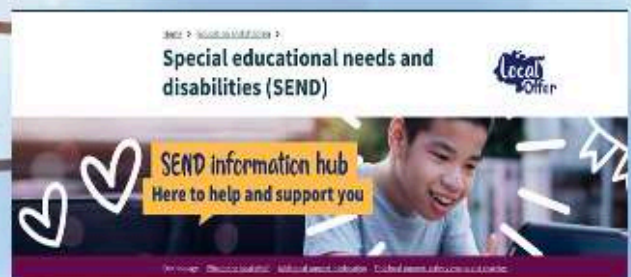 Special educational needs and
disabilities (SEND)
Local
Offer
SEND information hub
Here to help and support you